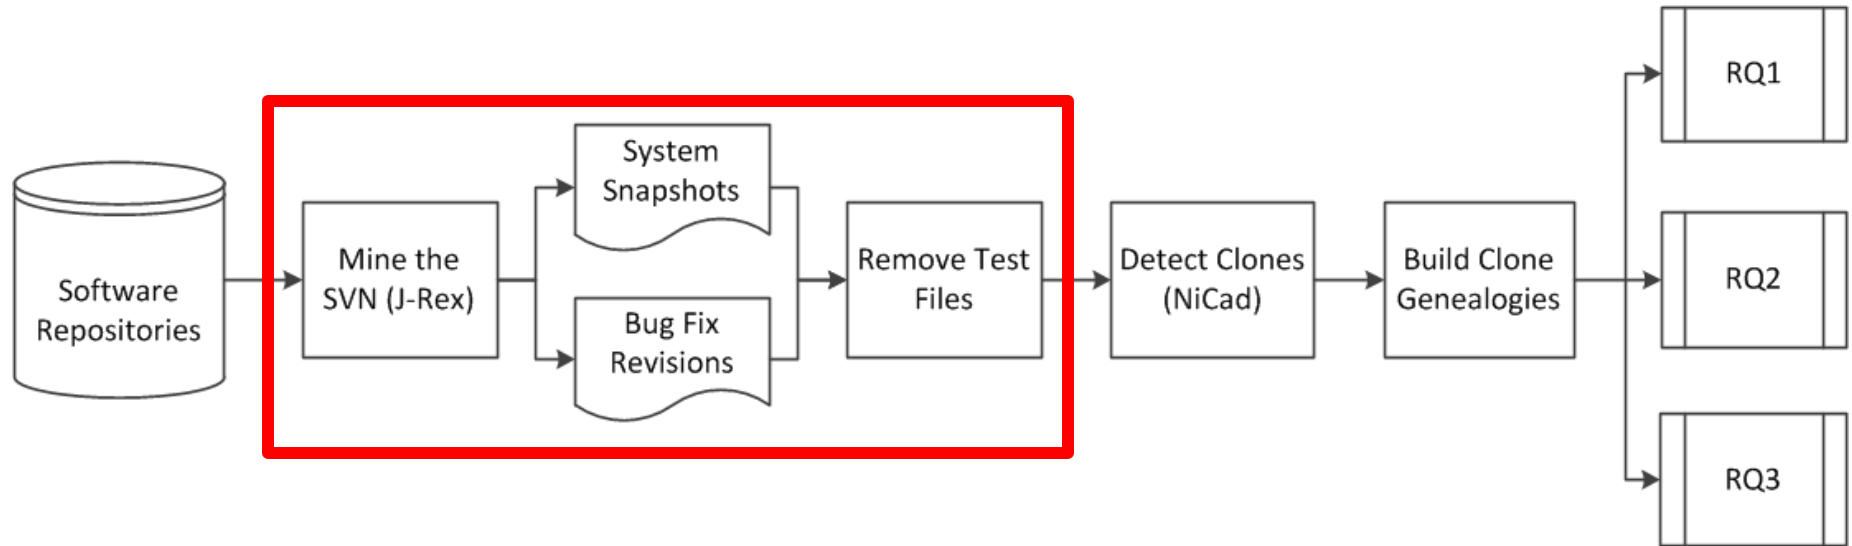 Software
Repositories
Mine the
SVN (J-Rex)
System
Snapshots
Bug Fix
Revisions
Remove Test
Files
Detect Clones
(NiCad)
Build Clone
Genealogies
RQ1
RQ2
RQ3